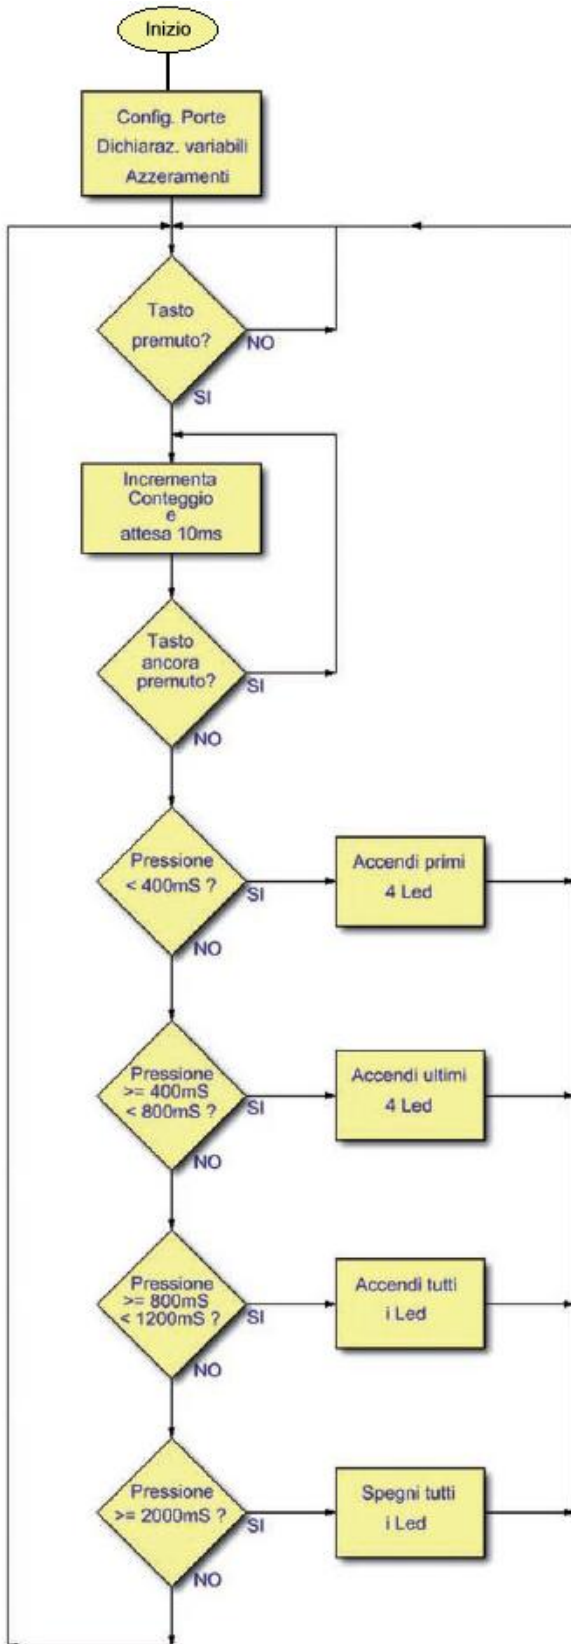 Inizio
Config. Porte
Dichiaraz. variabili
Azzeramenti
Tasto
premuto?
NO
SI
Incrementa
Conteggio
e
attesa 10ms
Tasto
ancora
premuto?
SI
NO
Pressione
< 400mS ?
SI
Accendi primi
4 Led
NO
Pressione
>= 400mS
< 800mS ?
SI
Accendi ultimi
4 Led
NO
Pressione
>= 800mS
< 1200mS ?
SI
Accendi tutti
i Led
NO
Pressione
>= 2000mS ?
SI
Spegni tutti
i Led
NO